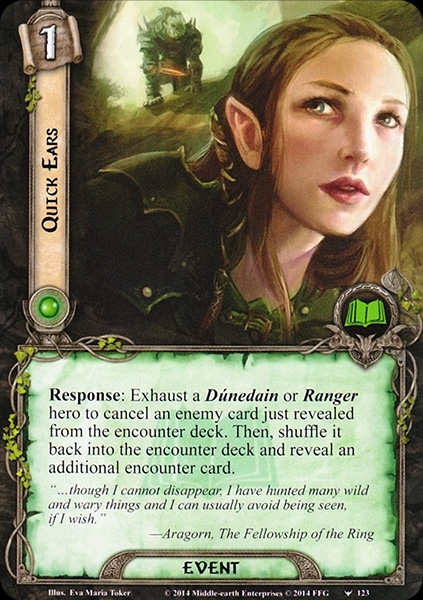 1
QUICK EARS
Response: Exhaust a Dúnedain or Ranger
hero to cancel an enemy card just revealed
from the encounter deck. Then, shuffle it
back into the encounter deck and reveal an
additional encounter card.
“…though I cannot disappear, I have hunted many wild
and wary things and I can usually avoid being seen,
if I wish.”
—Aragorn, The Fellowship of the Ring
EVENT
Illus. Eva Maria Toker © 2014 Middle-earth Enterprises © 2014 FFG 123